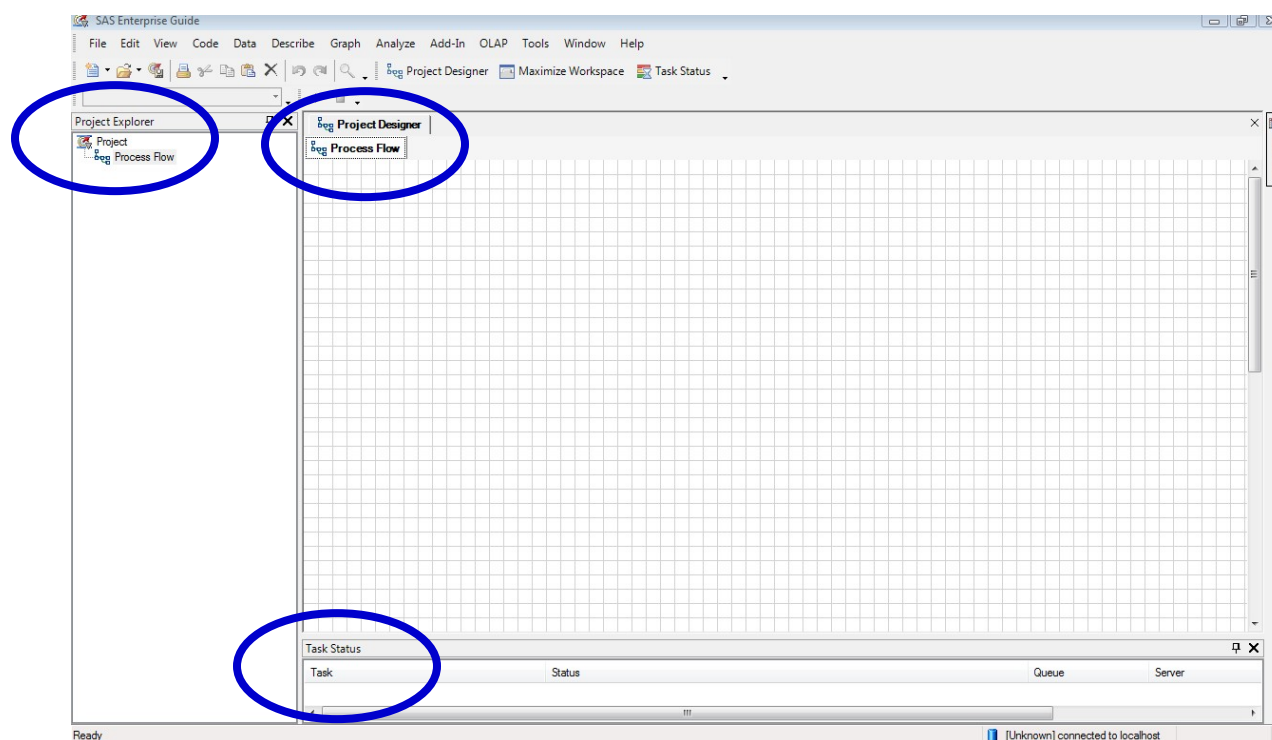 SAS Enterprise Guide
File Edit View Code Data Describe Graph Analyze Add-In OLAP Tools Window Help
Project Designer Maximize Workspace Task Status
Project Explorer
Project
Process Flow
Project Designer
Process Flow
Task Status
Task Status Queue Server
Ready [Unknown] connected to localhost